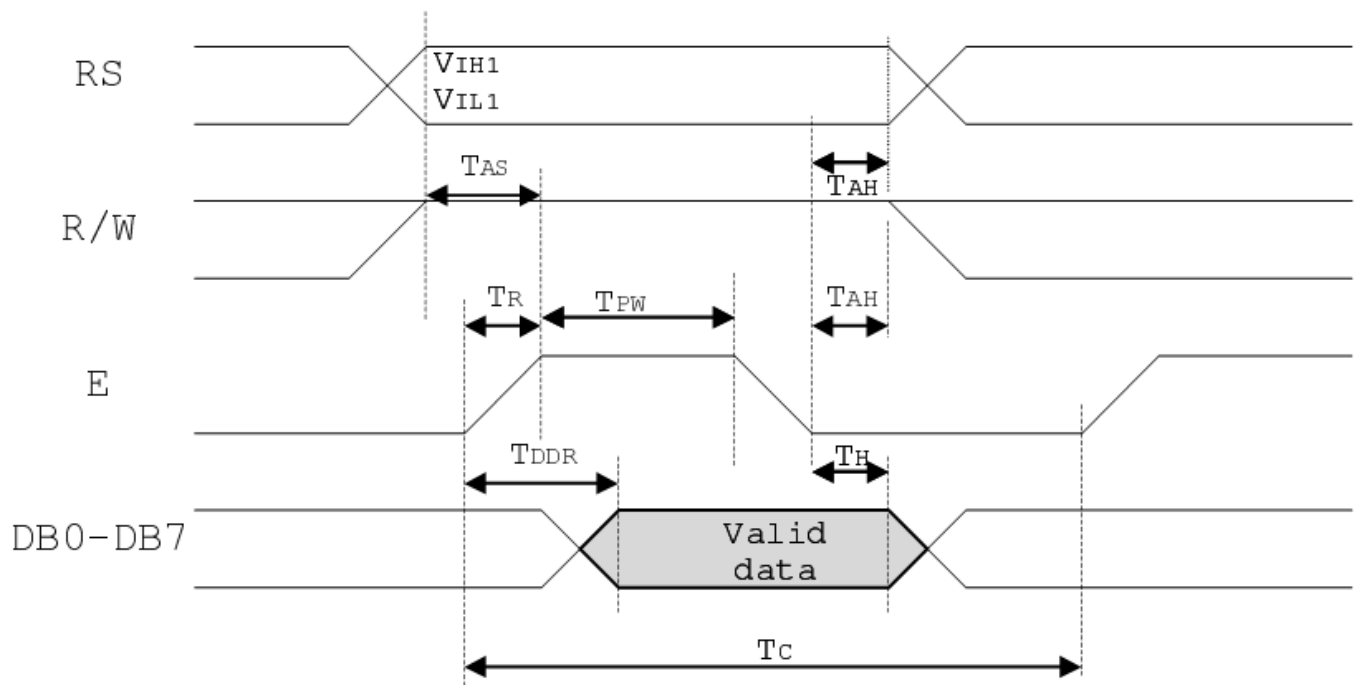 RS
VIH1
VIL1
TAS
TAH
R/W
TR
TPW
TAH
E
TDDR
TH
DB0-DB7
Valid
data
TC